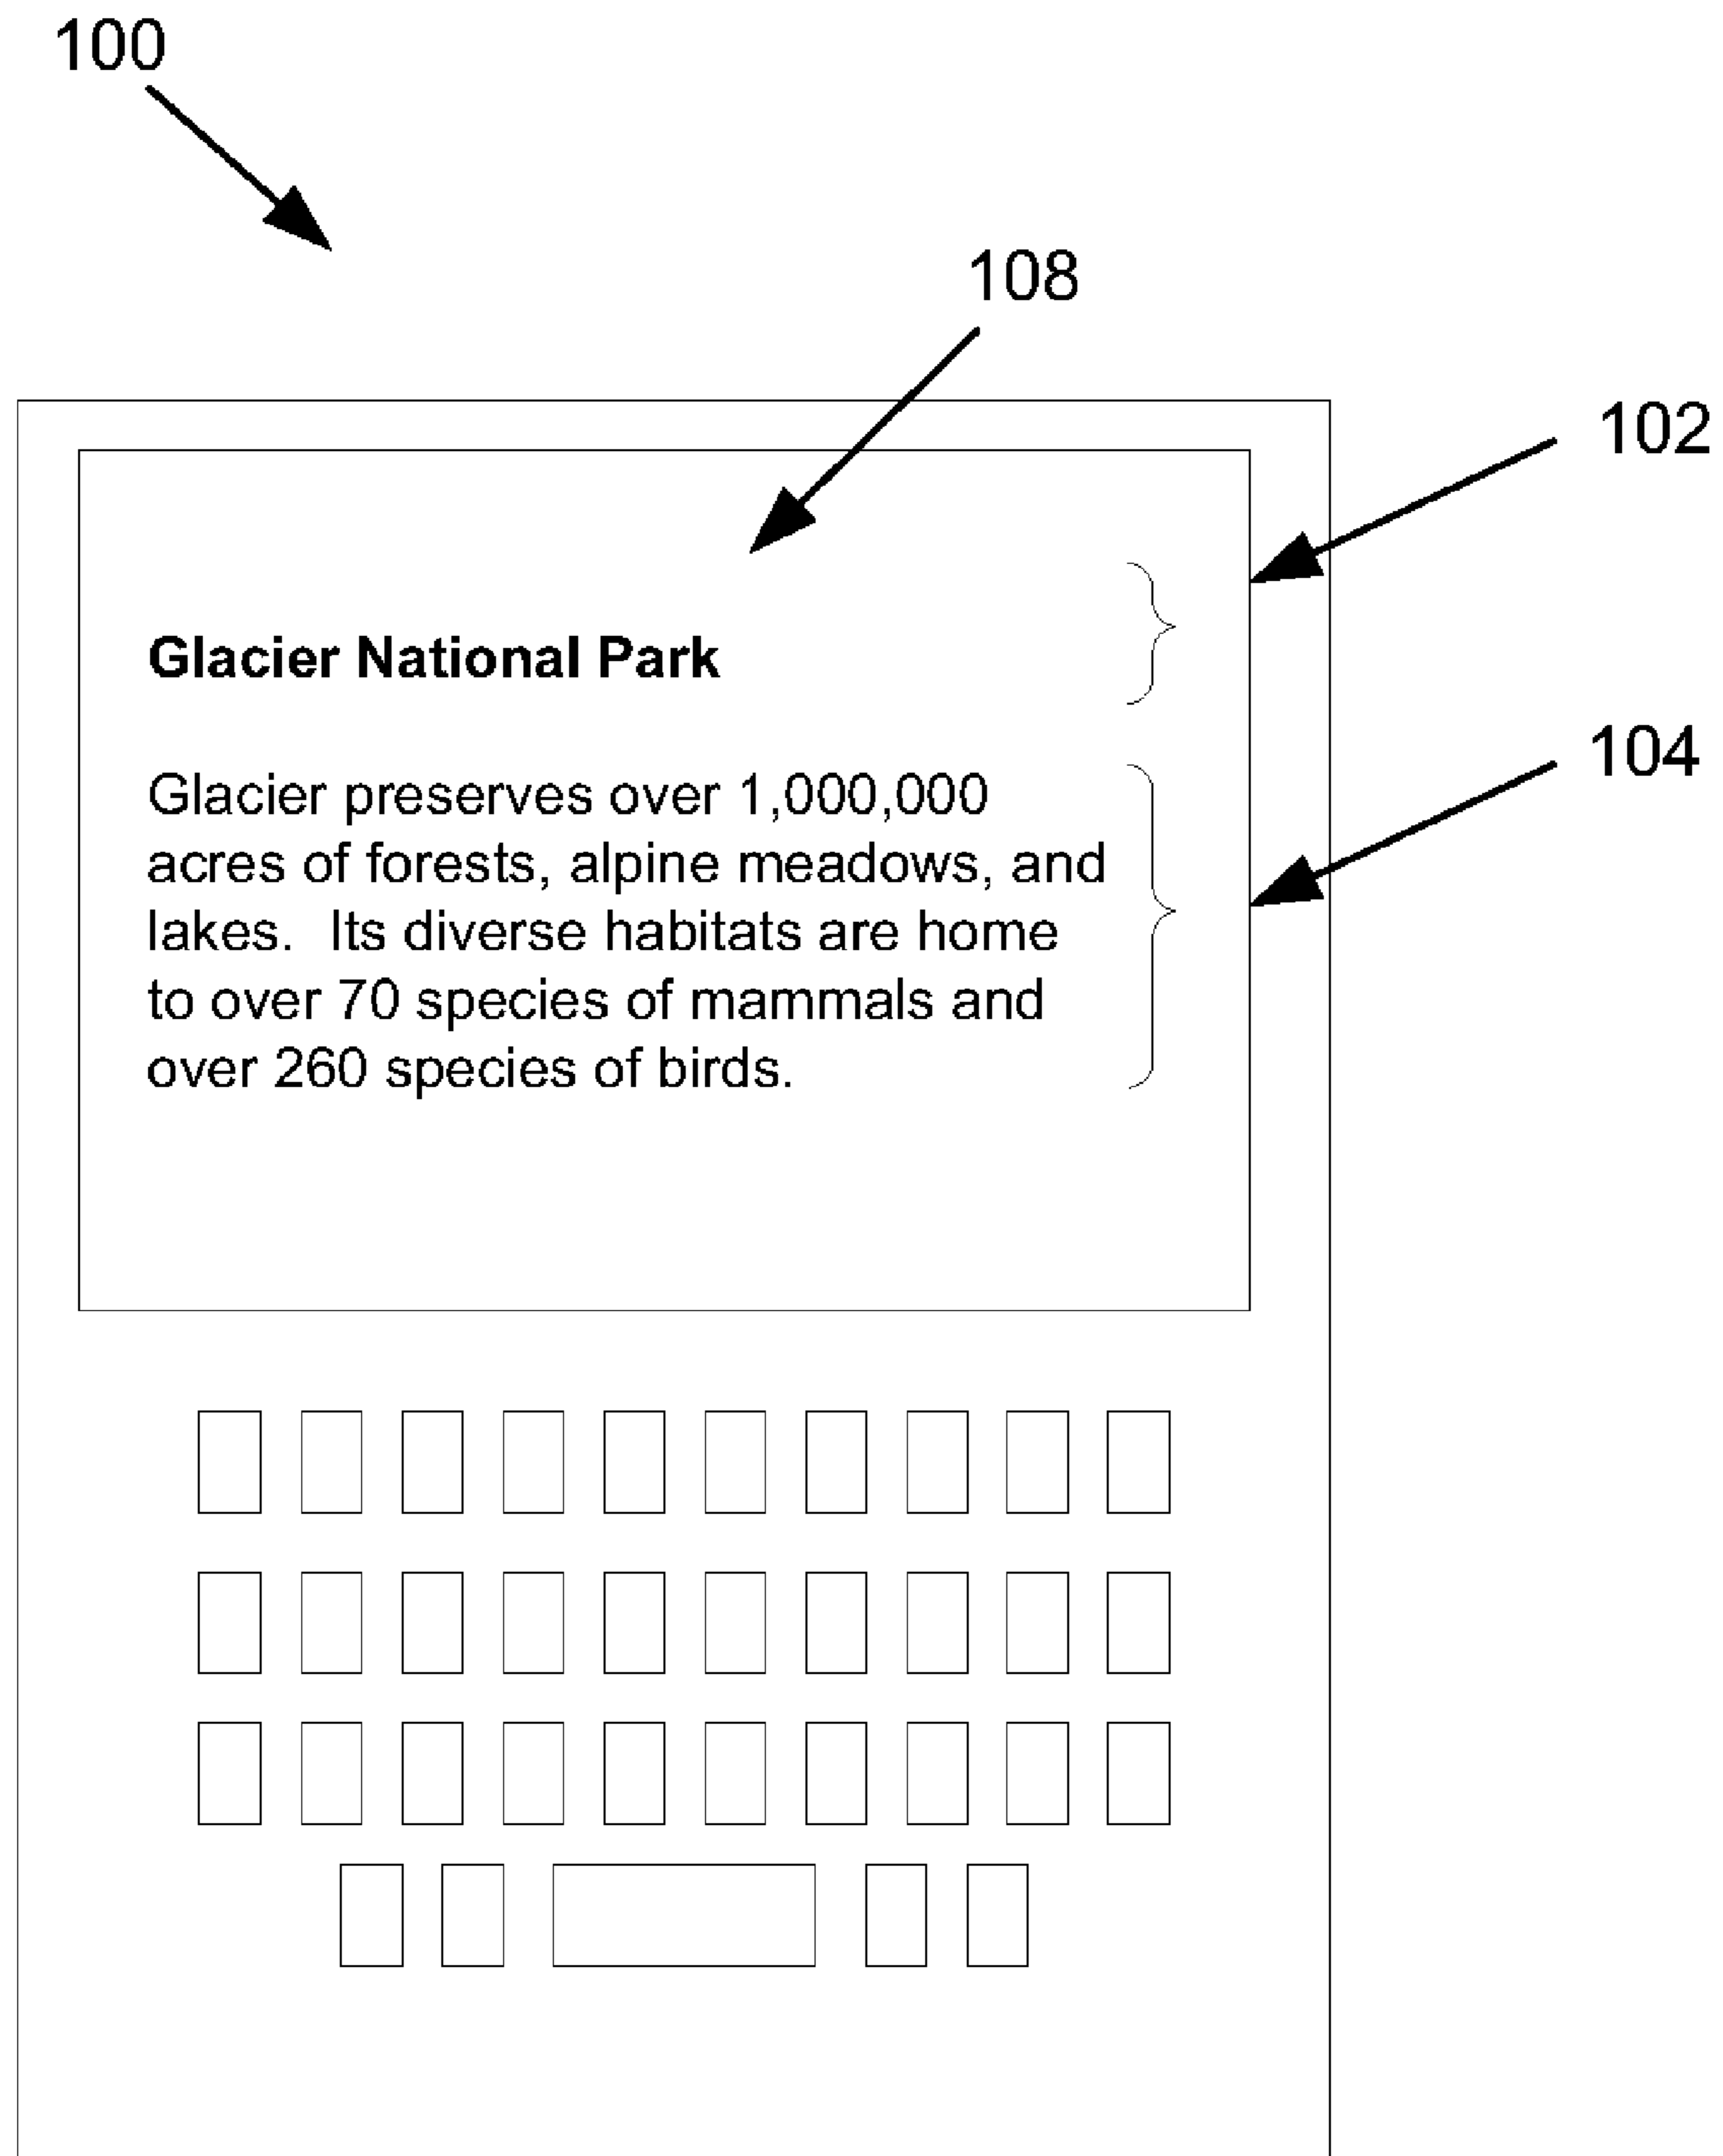 100
108
102
Glacier National Park
104
Glacier preserves over 1,000,000
acres of forests, alpine meadows, and
lakes.  Its diverse habitats are home
to over 70 species of mammals and
over 260 species of birds.